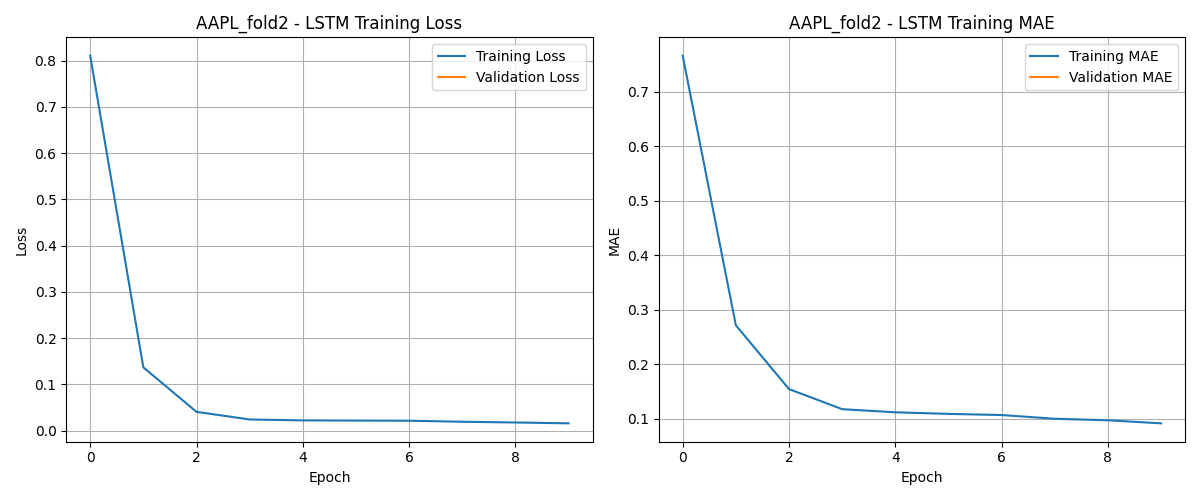 AAPL_fold2 - LSTM Training Loss
Training Loss
Validation Loss
0.8
0.7
0.6
0.5
0.4
0.3
0.2
0.1
0.0
Loss
0 2 4 6 8
Epoch
AAPL_fold2 - LSTM Training MAE
Training MAE
Validation MAE
0.7
0.6
0.5
0.4
0.3
0.2
0.1
MAE
0 2 4 6 8
Epoch